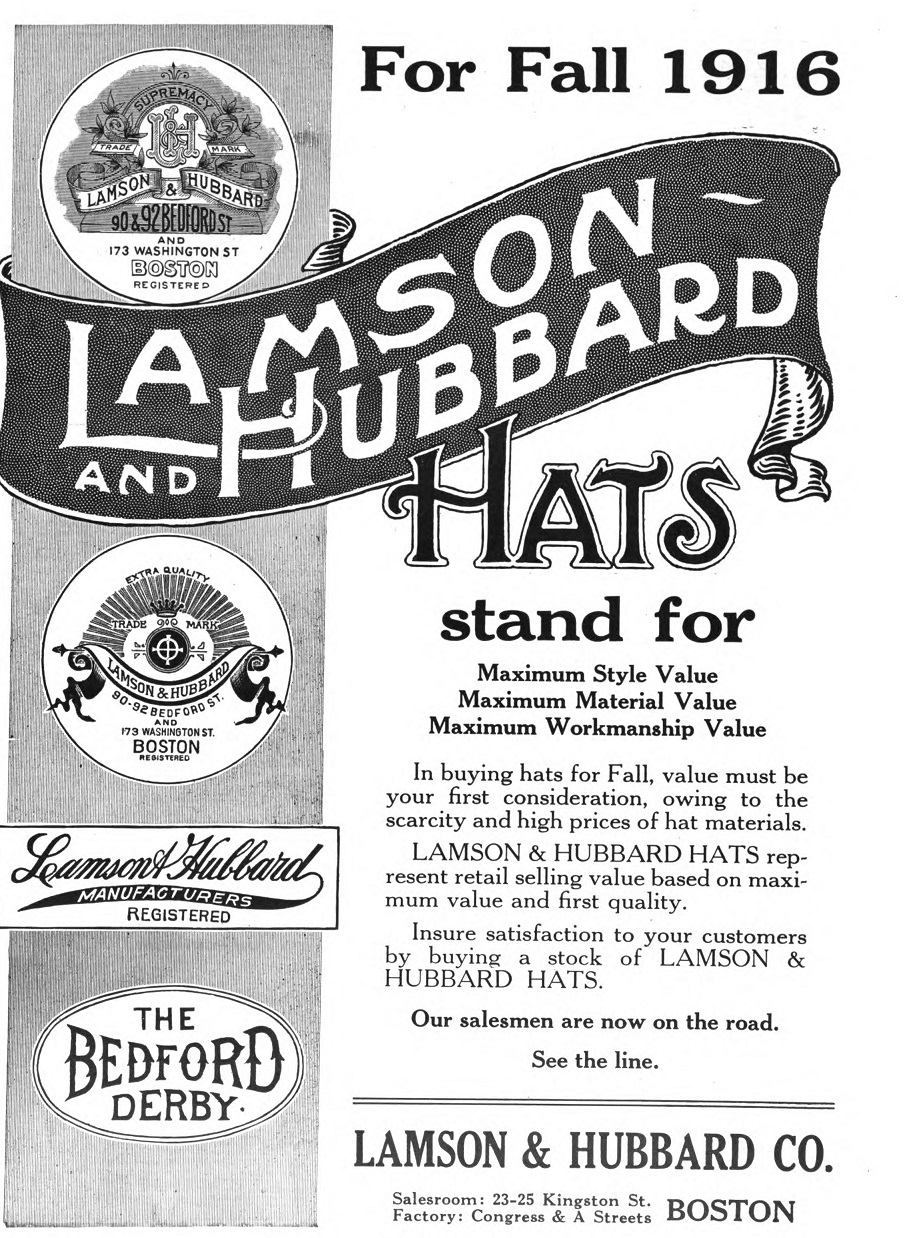 For Fall 1916
SUPREMACY
L&H
TRADE MARK
LAMSON & HUBBARD
90 & 92 BEDFORD ST
AND
173 WASHINGTON ST
BOSTON
REGISTERED
LAMSON
AND HUBBARD
HATS
stand for
Maximum Style Value
Maximum Material Value
Maximum Workmanship Value
In buying hats for Fall, value must be
your first consideration, owing to the
scarcity and high prices of hat materials.
LAMSON & HUBBARD HATS rep-
resent retail selling value based on maxi-
mum value and first quality.
Insure satisfaction to your customers
by buying a stock of LAMSON &
HUBBARD HATS.
Our salesmen are now on the road.
See the line.
EXTRA QUALITY
TRADE MARK
LAMSON & HUBBARD
90-92 BEDFORD ST.
AND
173 WASHINGTON ST.
BOSTON
REGISTERED
Lamson & Hubbard
MANUFACTURERS
REGISTERED
THE
BEDFORD
DERBY.
LAMSON & HUBBARD CO.
Salesroom: 23-25 Kingston St.
Factory: Congress & A Streets
BOSTON